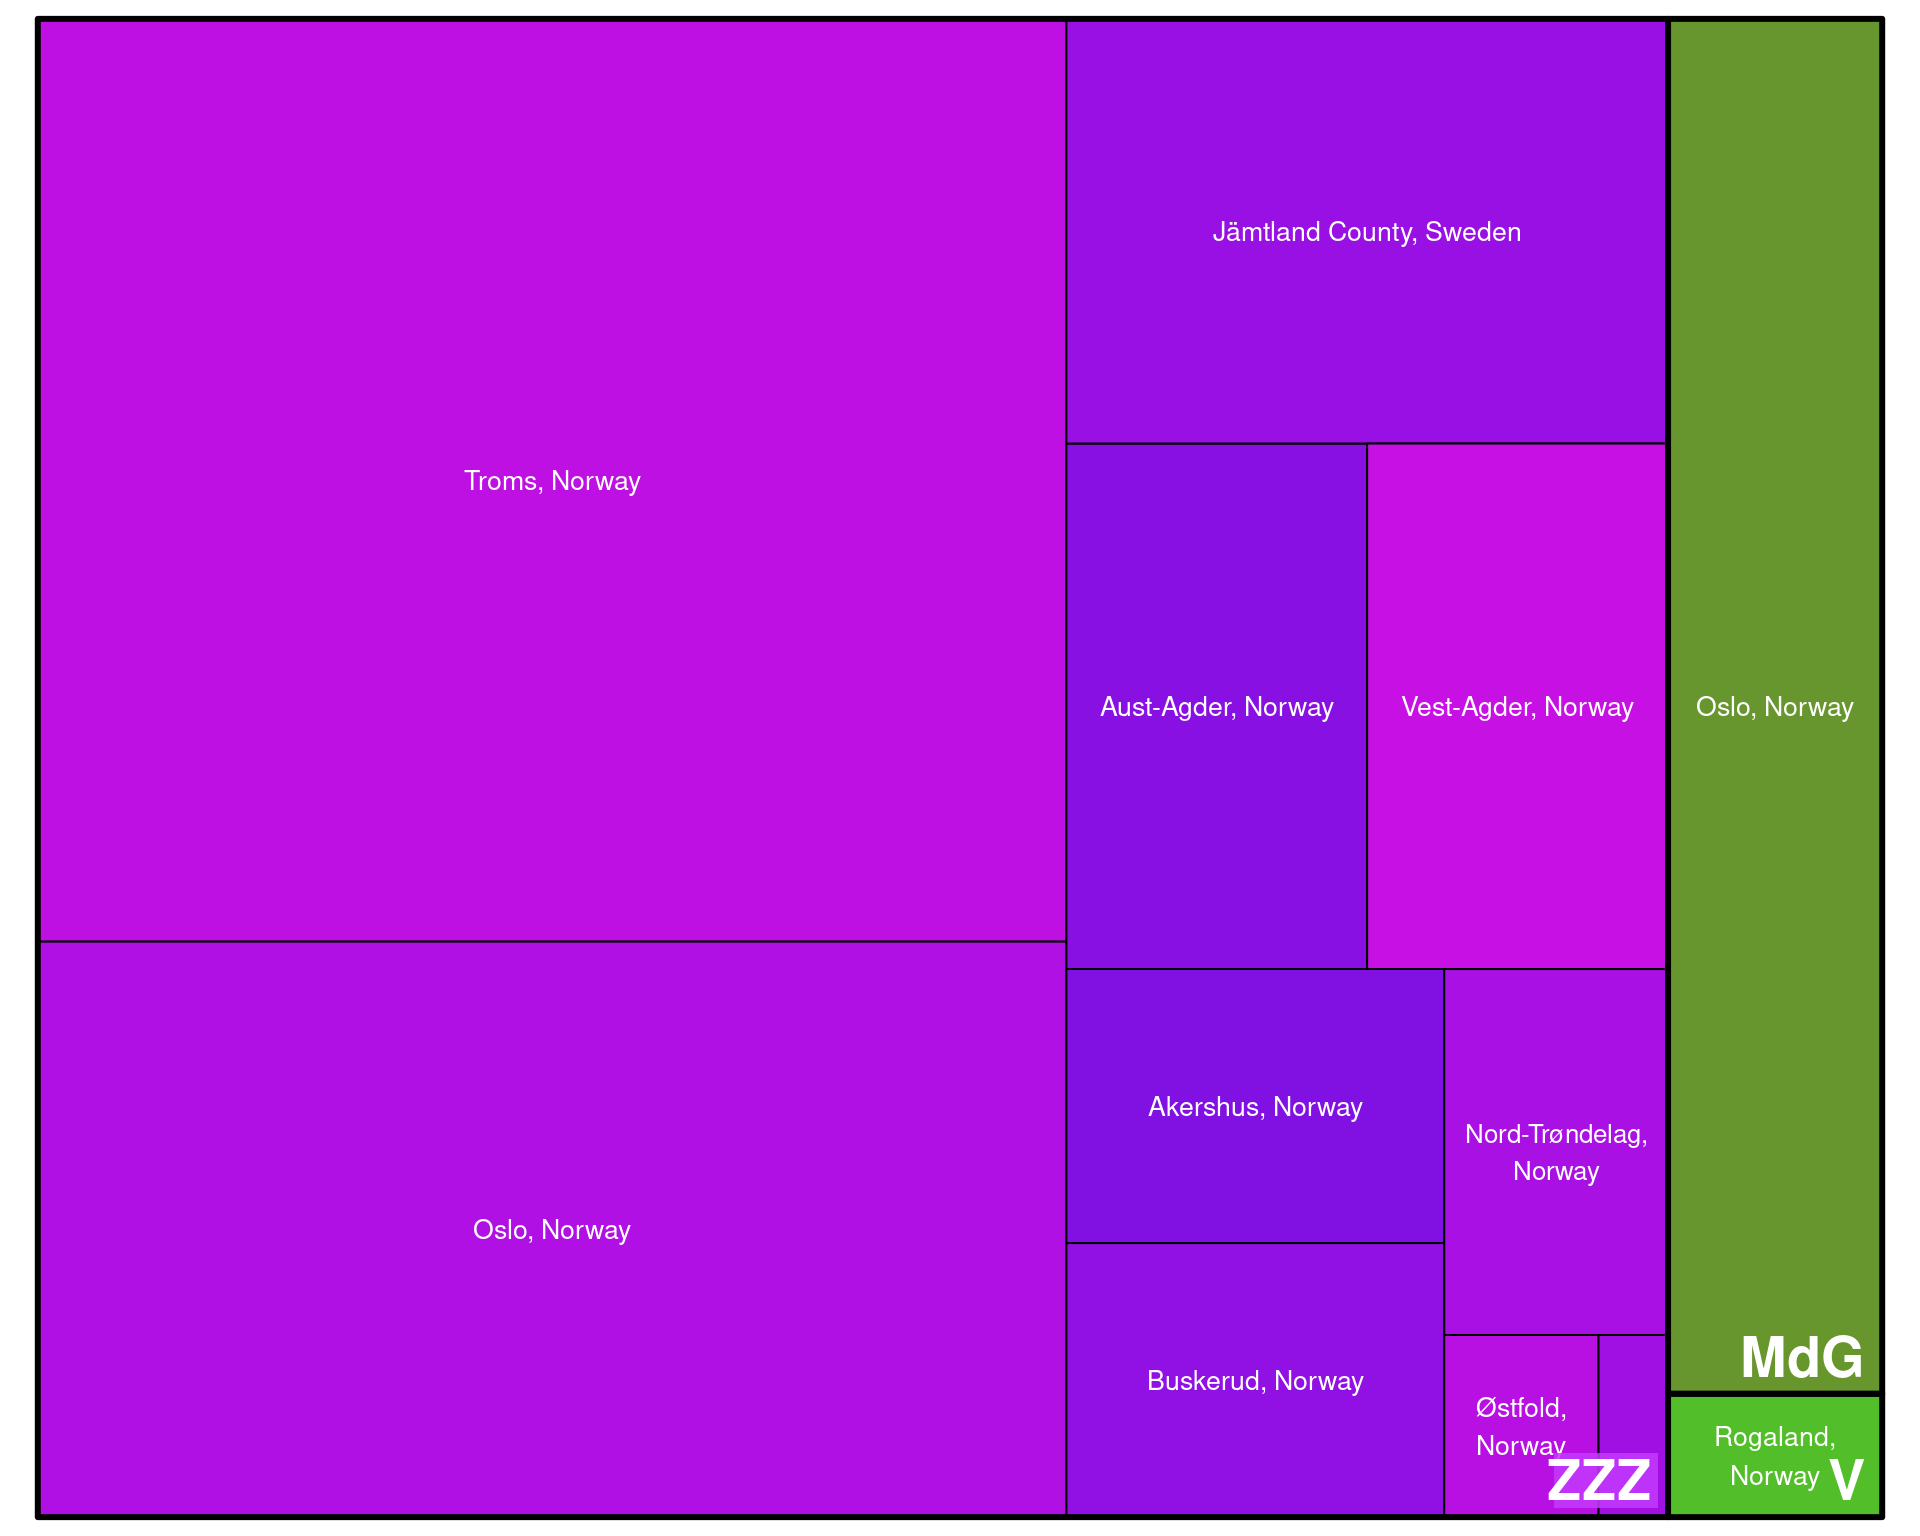 Troms, Norway
Oslo, Norway
Jämtland County, Sweden
Aust-Agder, Norway
Vest-Agder, Norway
Akershus, Norway
Buskerud, Norway
Nord-Trøndelag,
Norway
Østfold,
Norway
ZZZ
Oslo, Norway
MdG
Rogaland,
Norway
V